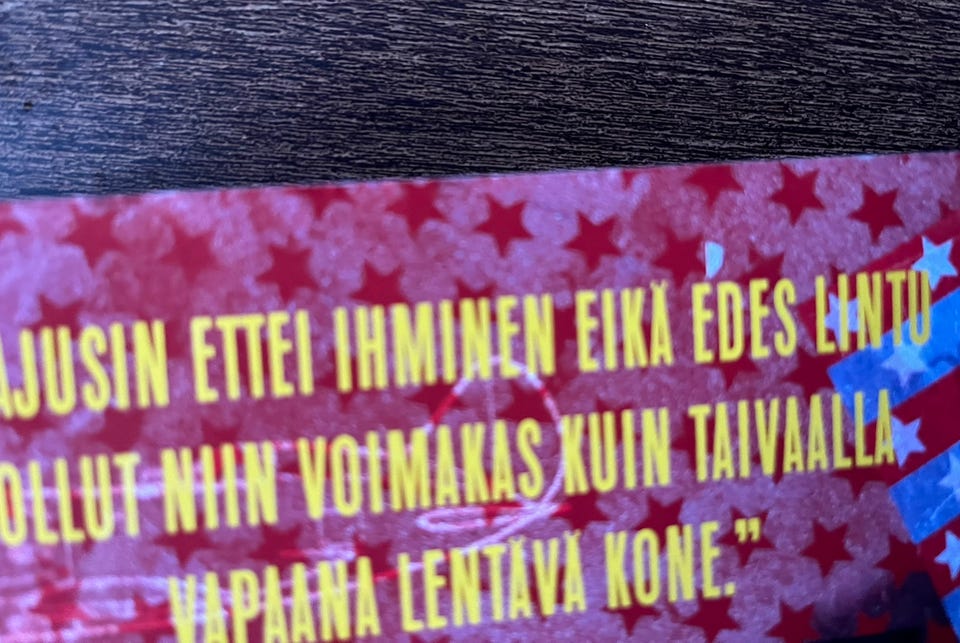 AJUSIN ETTEI IHMINEN EIKÄ EDES LINTU
OLLUT NIIN VOIMAKAS KUIN TAIVAALLA
VAPAANA LENTÄVÄ KONE.”